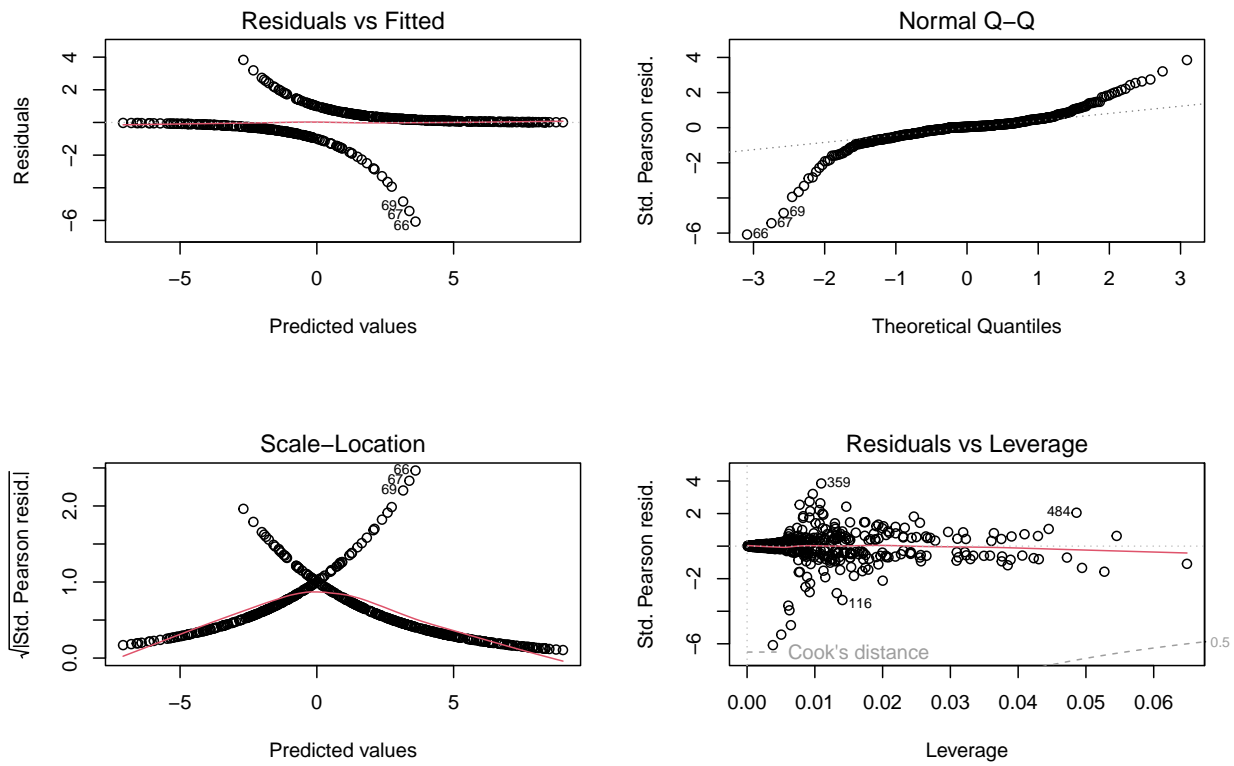 Residuals vs Fitted
Residuals
4
2
−2
−6
69
67
66
−5 0 5
Predicted values
Normal Q−Q
Std. Pearson resid.
4
2
0
−2
−6
69
67
66
−3 −2 −1 0 1 2 3
Theoretical Quantiles
Scale−Location
√|Std. Pearson resid.|
2.0
1.0
0.0
66
67
69
−5 0 5
Predicted values
Residuals vs Leverage
Std. Pearson resid.
4
2
−2
−6
359
484
116
Cook's distance
0.5
0.00 0.01 0.02 0.03 0.04 0.05 0.06
Leverage